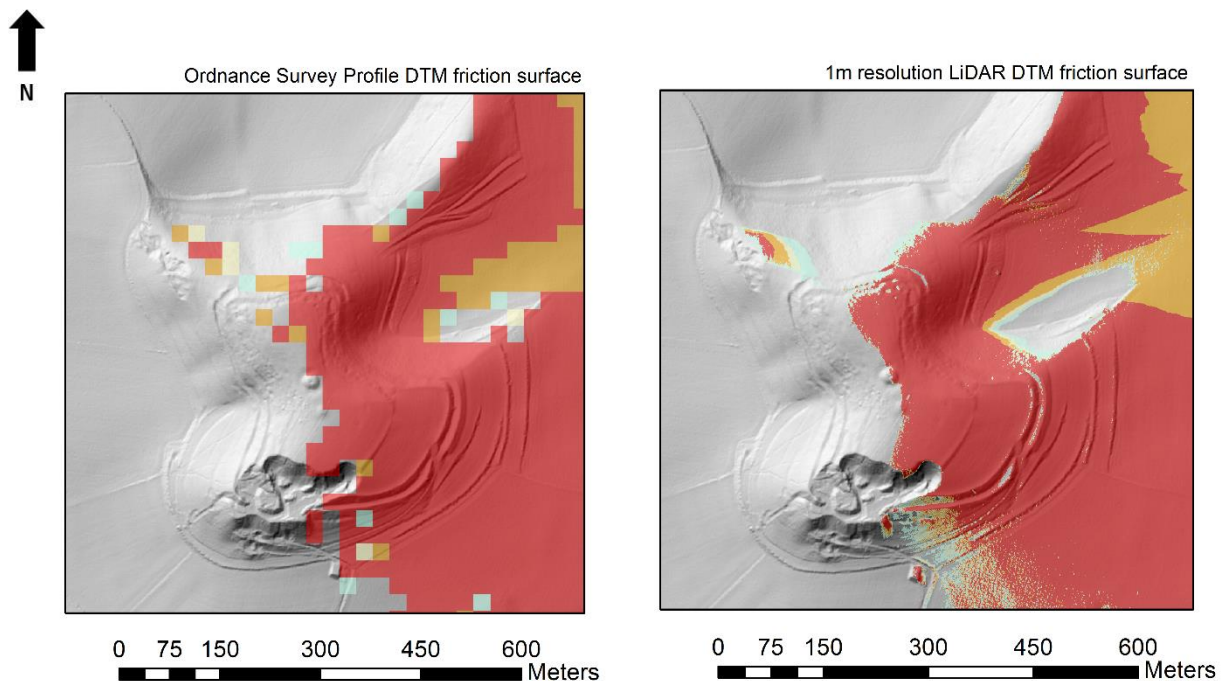 N
Ordnance Survey Profile DTM friction surface
1m resolution LiDAR DTM friction surface
0 75 150 300 450 600
Meters
0 75 150 300 450 600
Meters